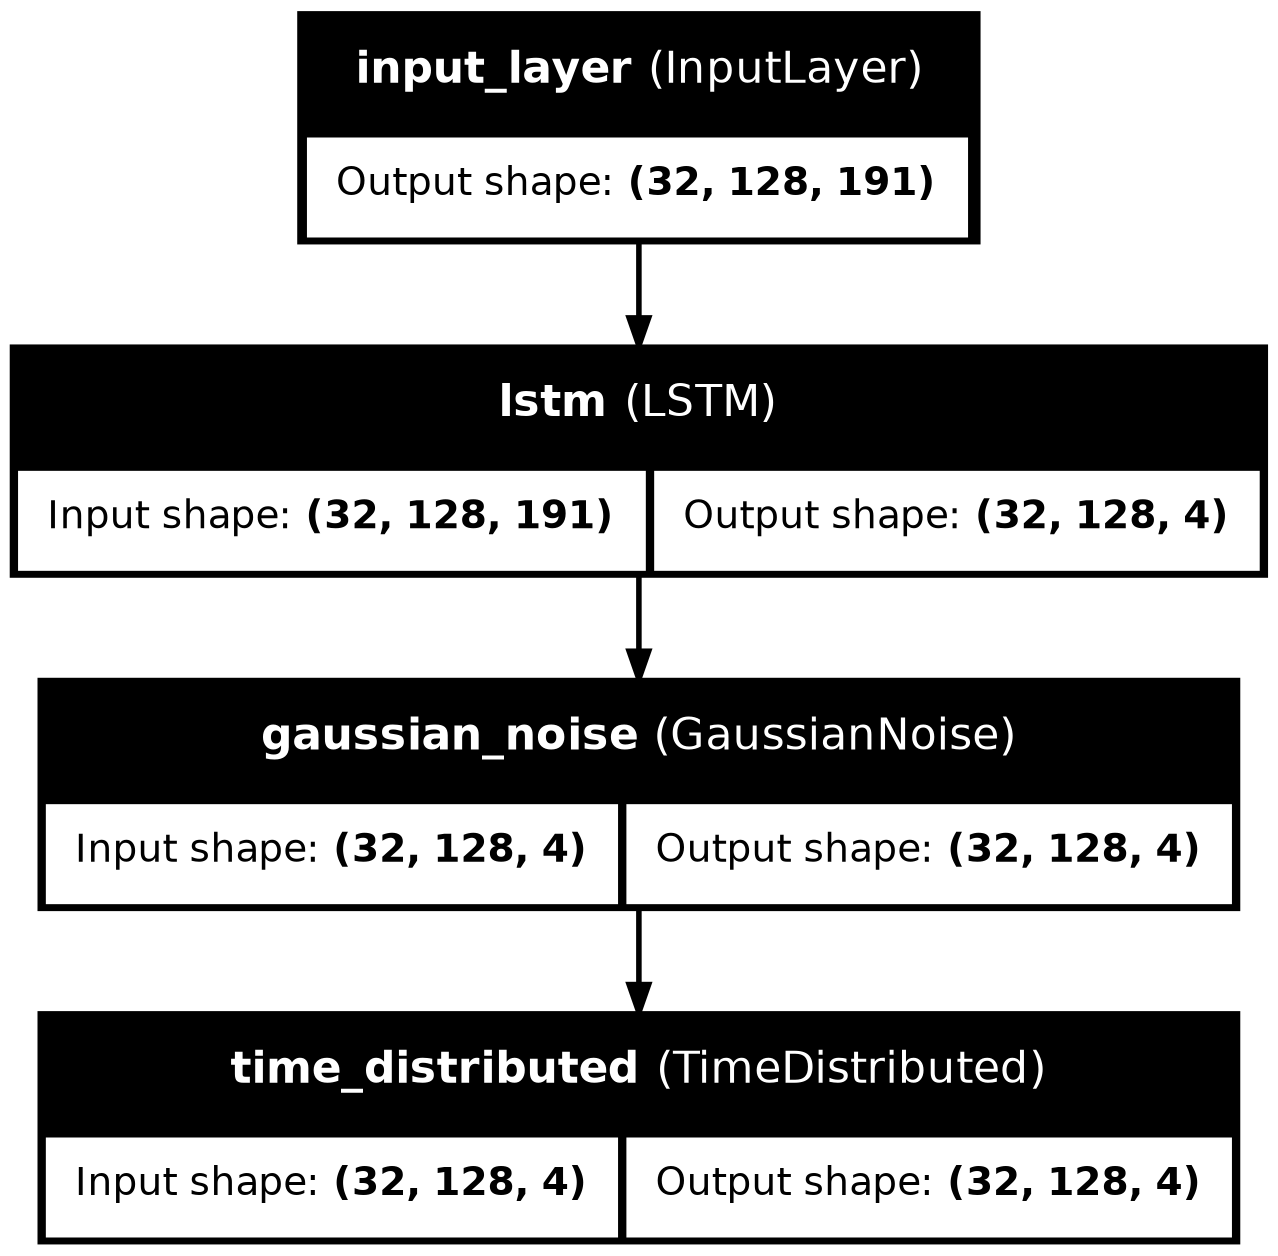 input_layer (InputLayer)
Output shape: (32, 128, 191)
lstm (LSTM)
Input shape: (32, 128, 191) Output shape: (32, 128, 4)
gaussian_noise (GaussianNoise)
Input shape: (32, 128, 4) Output shape: (32, 128, 4)
time_distributed (TimeDistributed)
Input shape: (32, 128, 4) Output shape: (32, 128, 4)